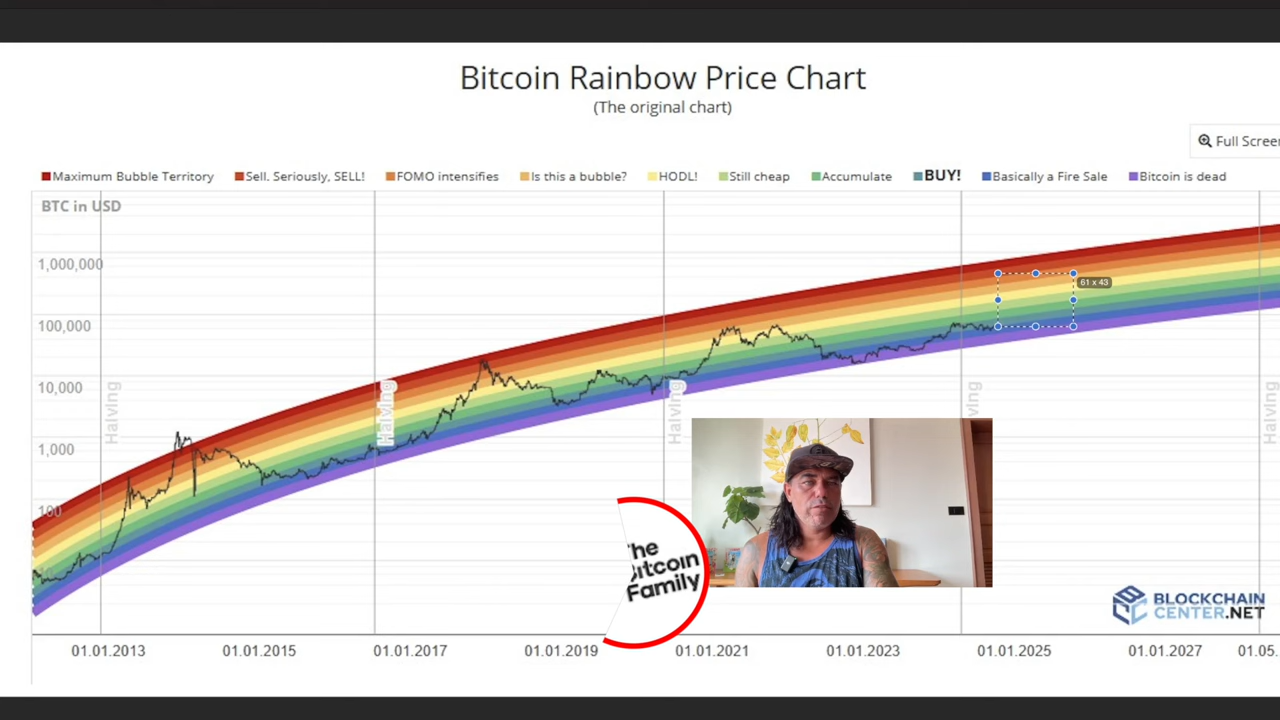 Bitcoin Rainbow Price Chart
(The original chart)
Full Screen
Maximum Bubble Territory Sell. Seriously, SELL! FOMO intensifies Is this a bubble? HODL! Still cheap Accumulate BUY! Basically a Fire Sale Bitcoin is dead
BTC in USD
1,000,000
61 x 43
100,000
10,000
Halving Halving Halving Halving Halving
1,000
100
The
Bitcoin
Family
BLOCKCHAIN
CENTER.NET
01.01.2013 01.01.2015 01.01.2017 01.01.2019 01.01.2021 01.01.2023 01.01.2025 01.01.2027 01.05.